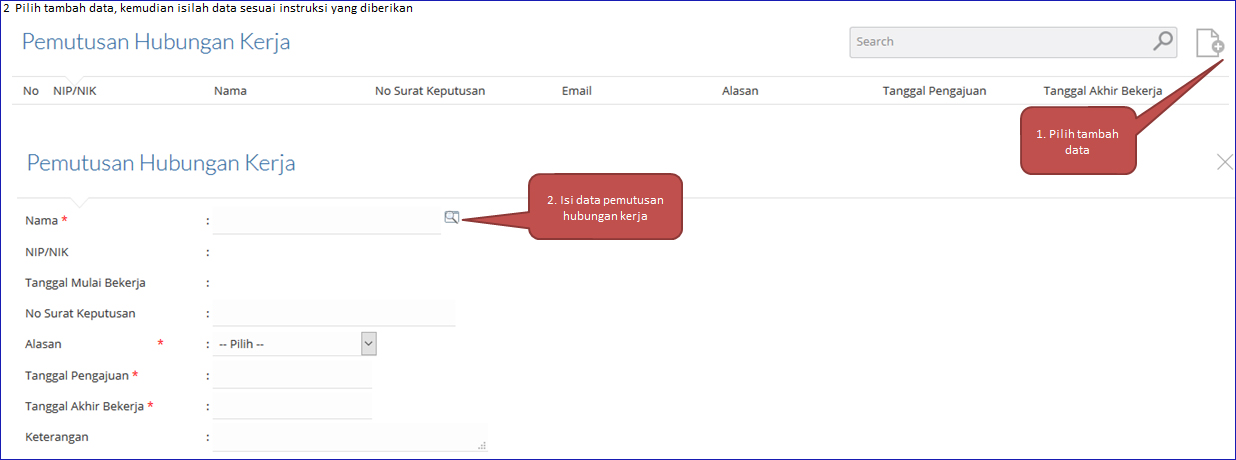 2 Pilih tambah data, kemudian isilah data sesuai instruksi yang diberikan
Pemutusan Hubungan Kerja
Search
No NIP/NIK Nama No Surat Keputusan Email Alasan Tanggal Pengajuan Tanggal Akhir Bekerja
1. Pilih tambah
data
Pemutusan Hubungan Kerja
2. Isi data pemutusan
hubungan kerja
Nama * :
NIP/NIK :
Tanggal Mulai Bekerja :
No Surat Keputusan :
Alasan * : -- Pilih --
Tanggal Pengajuan * :
Tanggal Akhir Bekerja * :
Keterangan :